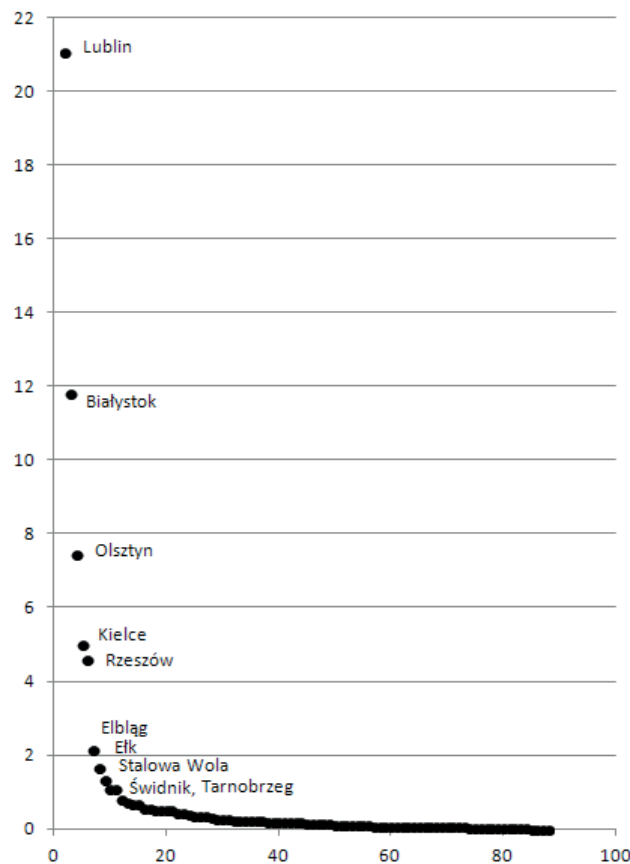 22
Lublin
20
18
16
14
12
Białystok
10
8
Olsztyn
6
Kielce
Rzeszów
4
Elbląg
Ełk
2
Stalowa Wola
Świdnik, Tarnobrzeg
0
0 20 40 60 80 100